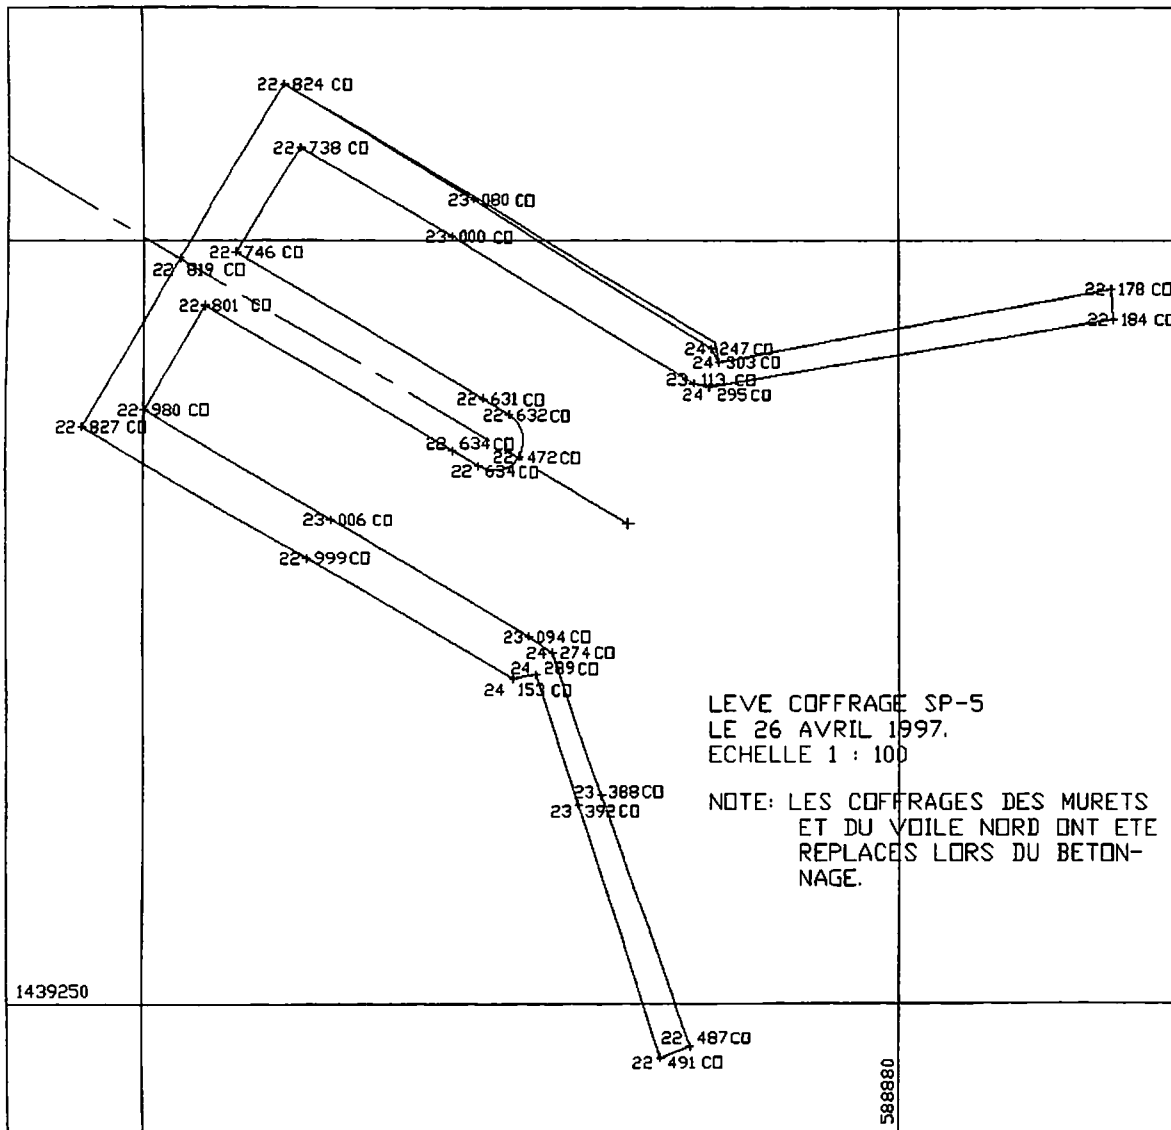 22+824 CO
22+738 CO
23+080 CO
23+000 CO
22+746 CO
22 819 CO
22+801 CO
22+178 CO
22+184 CO
24+247 CO
24+303 CO
23+113 CO
24 295 CO
22+631 CO
22+632 CO
22+980 CO
22+827 CO
22 634 CO
22+472 CO
22+634 CO
23+006 CO
22+999 CO
23+094 CO
24+274 CO
24 289 CO
24 153 CO
LEVE COFFRAGE SP-5
LE 26 AVRIL 1997.
ECHELLE 1 : 100
23+388 CO
23+392 CO
NOTE: LES COFFRAGES DES MURETS
ET DU VOILE NORD ONT ETE
REPLACES LORS DU BETON-
NAGE.
1439250
22 487 CO
22 491 CO
588880